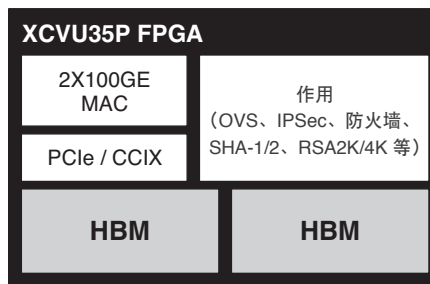 XCVU35P FPGA
2X100GE
MAC
PCIe / CCIX
作用
（OVS、IPSec、防火墙、
SHA-1/2、RSA2K/4K 等）
HBM
HBM